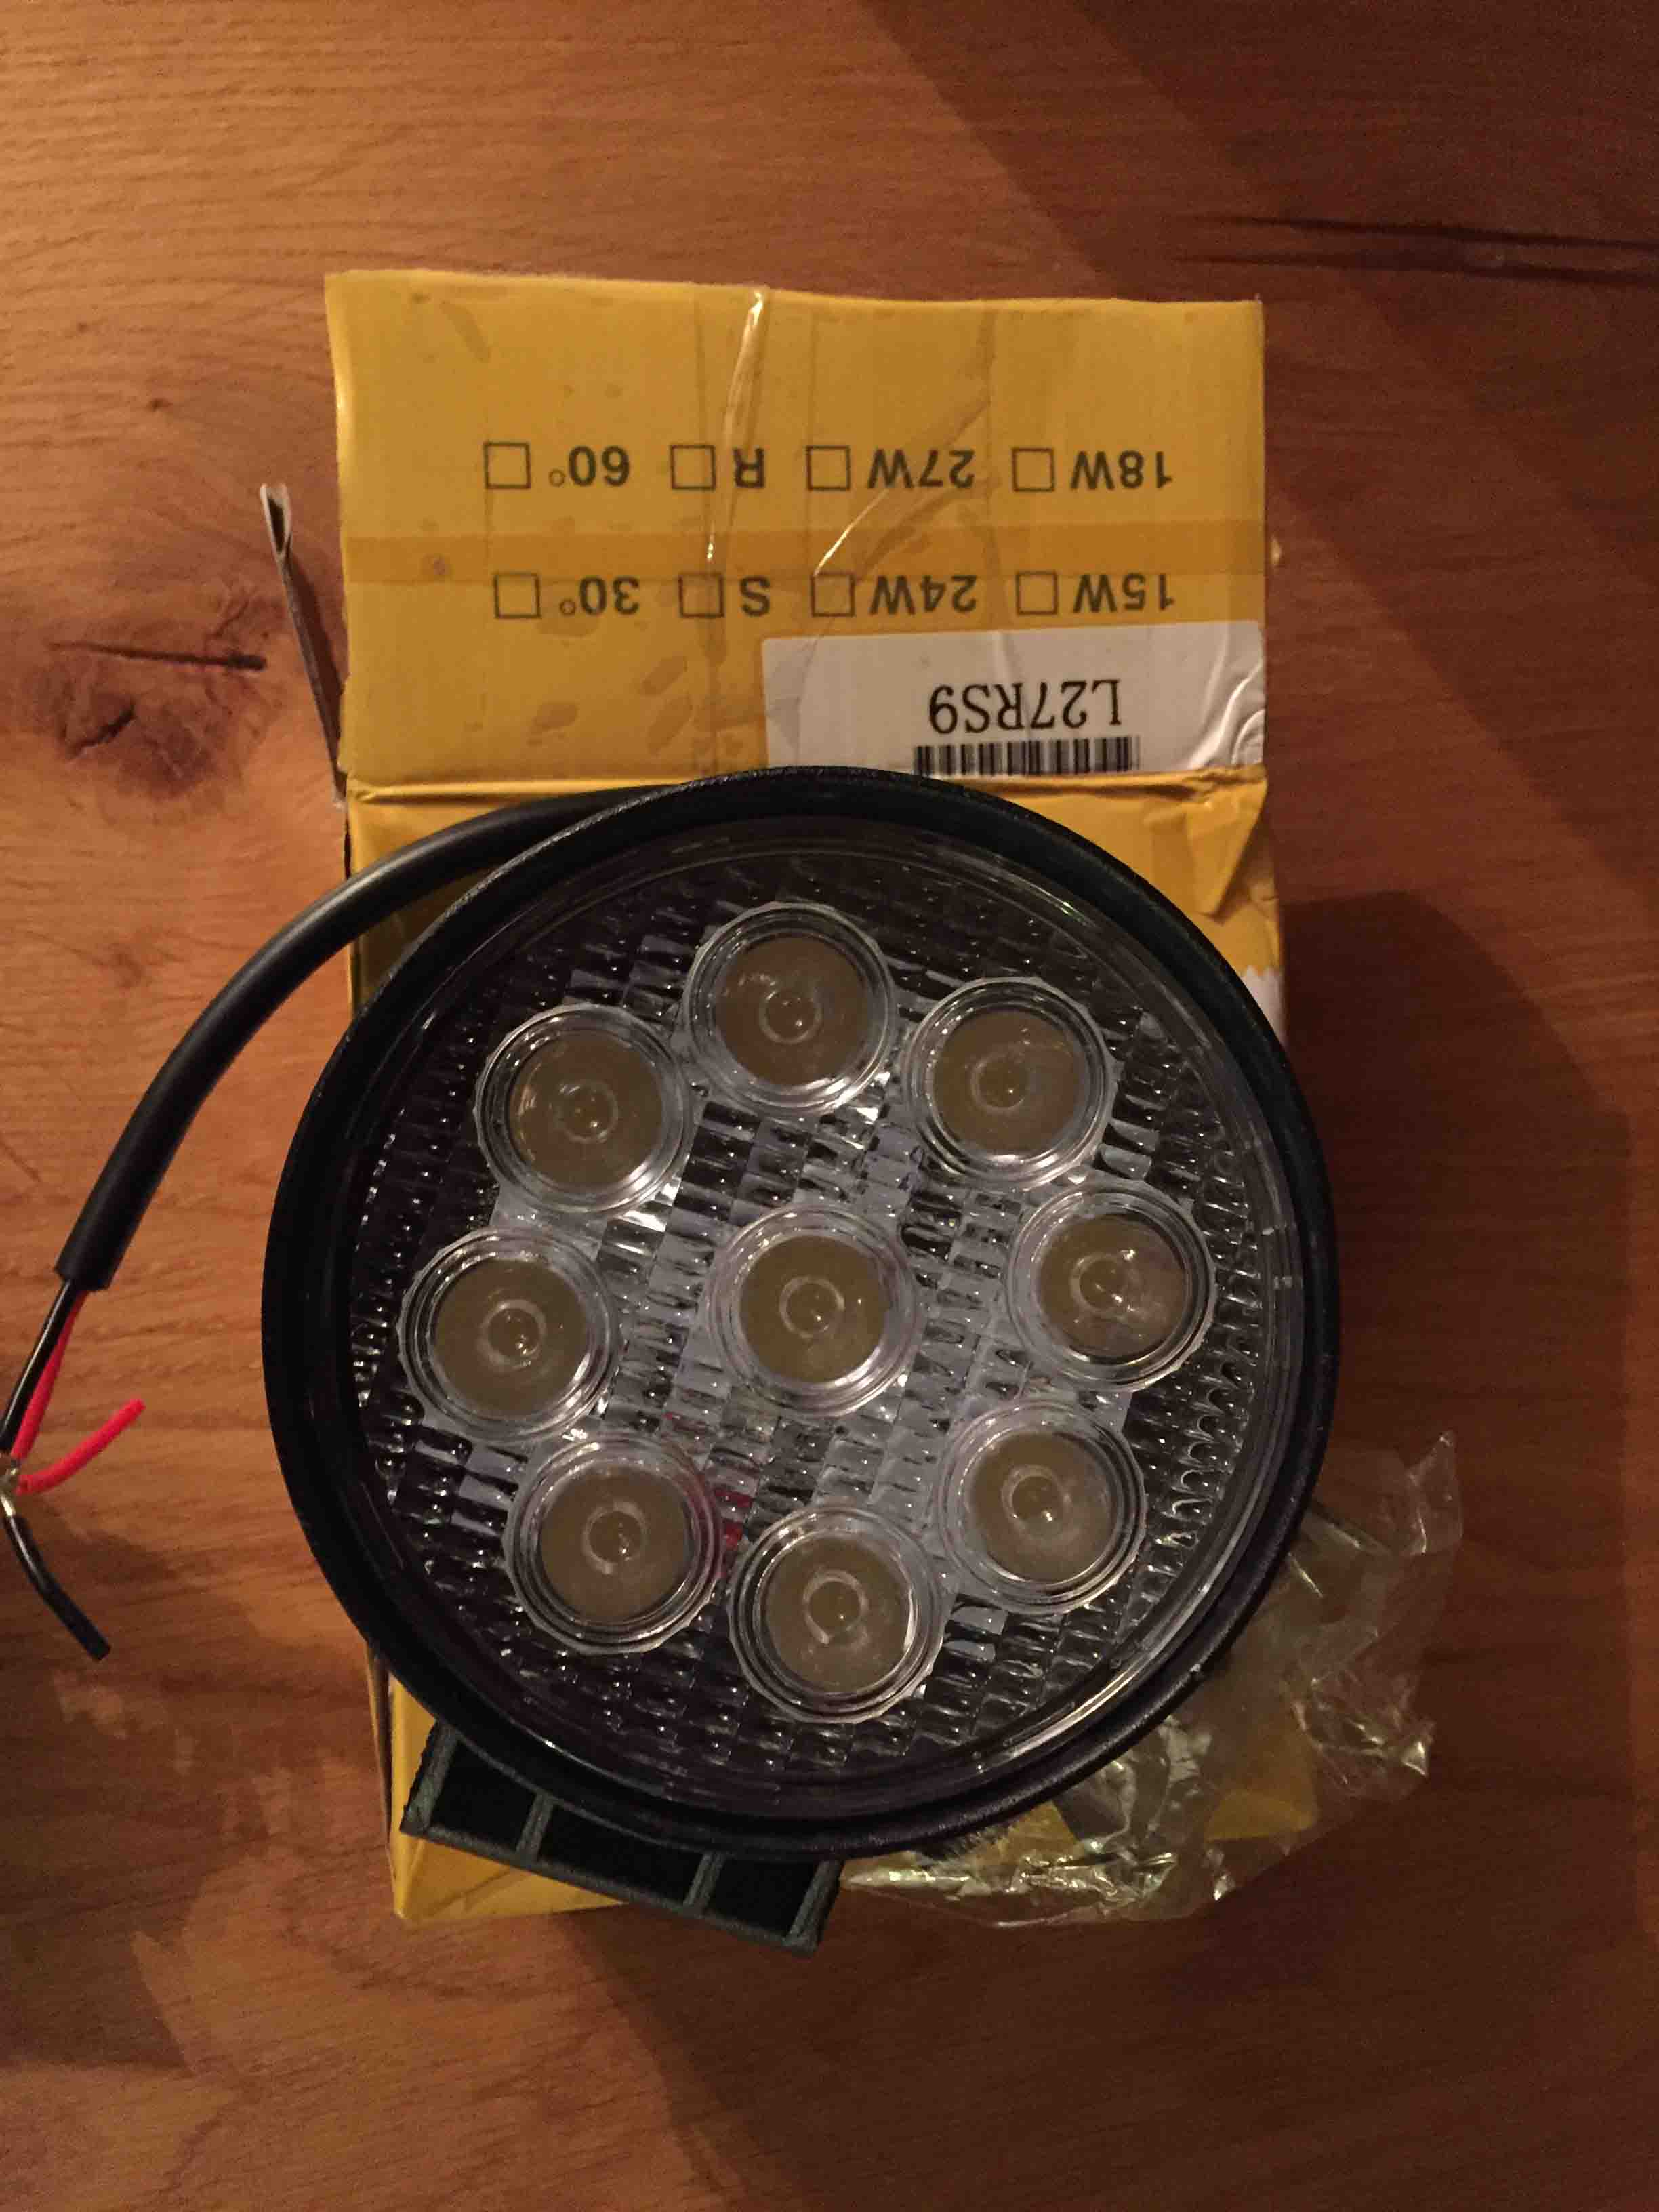 L27RS9
15W □ 24W □ S □ 30° □
18W □ 27W □ R □ 60° □